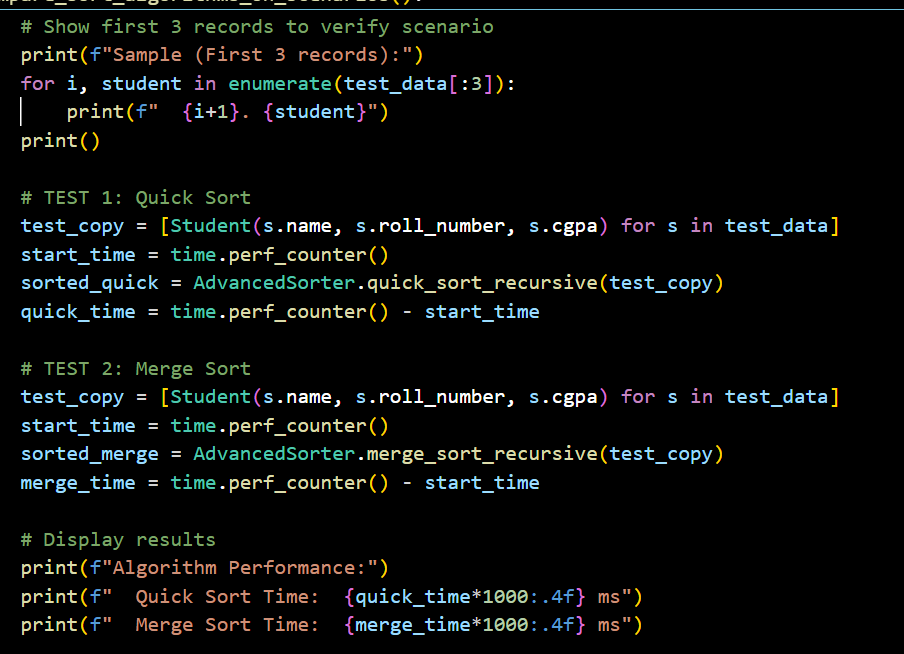 # Show first 3 records to verify scenario
print(f"Sample (First 3 records):")
for i, student in enumerate(test_data[:3]):
    print(f"  {i+1}. {student}")
print()

# TEST 1: Quick Sort
test_copy = [Student(s.name, s.roll_number, s.cgpa) for s in test_data]
start_time = time.perf_counter()
sorted_quick = AdvancedSorter.quick_sort_recursive(test_copy)
quick_time = time.perf_counter() - start_time

# TEST 2: Merge Sort
test_copy = [Student(s.name, s.roll_number, s.cgpa) for s in test_data]
start_time = time.perf_counter()
sorted_merge = AdvancedSorter.merge_sort_recursive(test_copy)
merge_time = time.perf_counter() - start_time

# Display results
print(f"Algorithm Performance:")
print(f"  Quick Sort Time:  {quick_time*1000:.4f} ms")
print(f"  Merge Sort Time:  {merge_time*1000:.4f} ms")